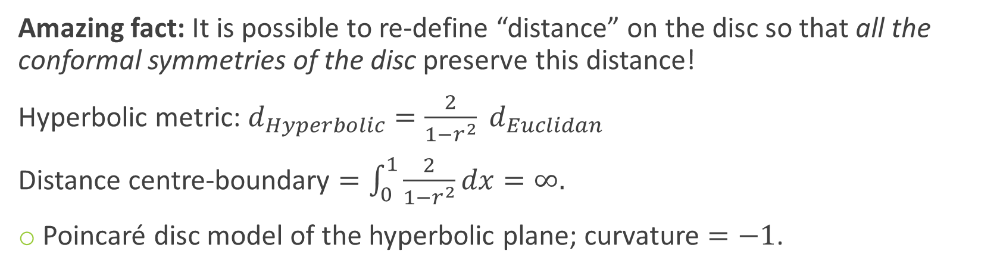 Amazing fact: It is possible to re-define “distance” on the disc so that all the
conformal symmetries of the disc preserve this distance!
Hyperbolic metric: d_{Hyperbolic} = \frac{2}{1−r^2} d_{Euclidan}
Distance centre-boundary = \int_0^1 \frac{2}{1−r^2} dx = ∞.
○ Poincaré disc model of the hyperbolic plane; curvature = −1.